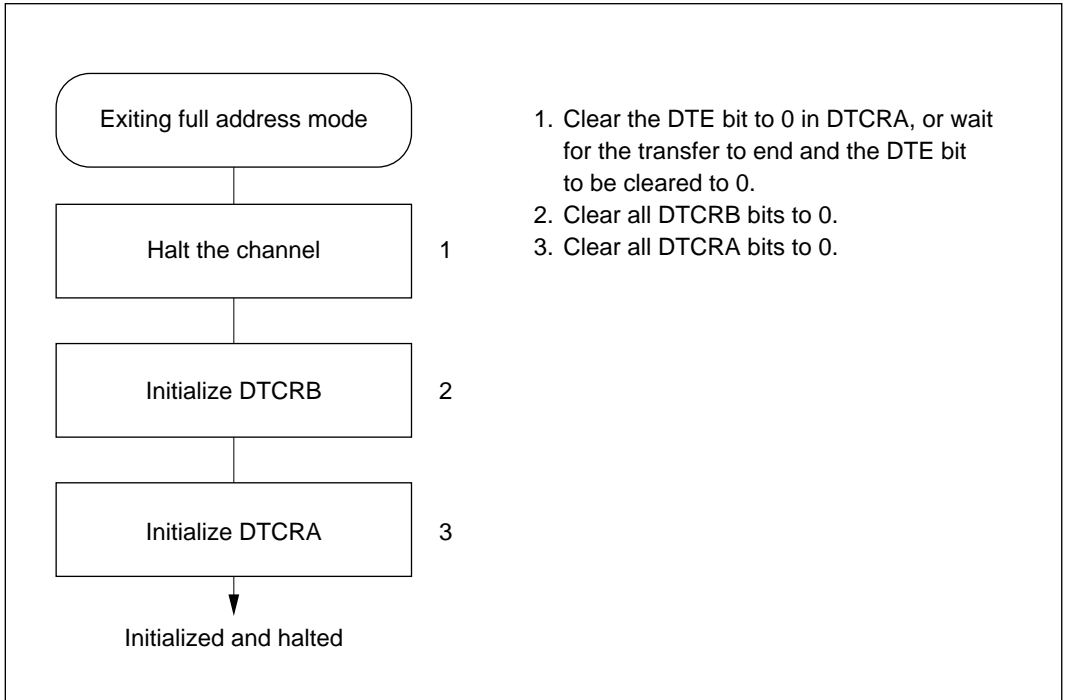 Exiting full address mode
Halt the channel
1
Initialize DTCRB
2
Initialize DTCRA
3
Initialized and halted
1. Clear the DTE bit to 0 in DTCRA, or wait
for the transfer to end and the DTE bit
to be cleared to 0.
2. Clear all DTCRB bits to 0.
3. Clear all DTCRA bits to 0.